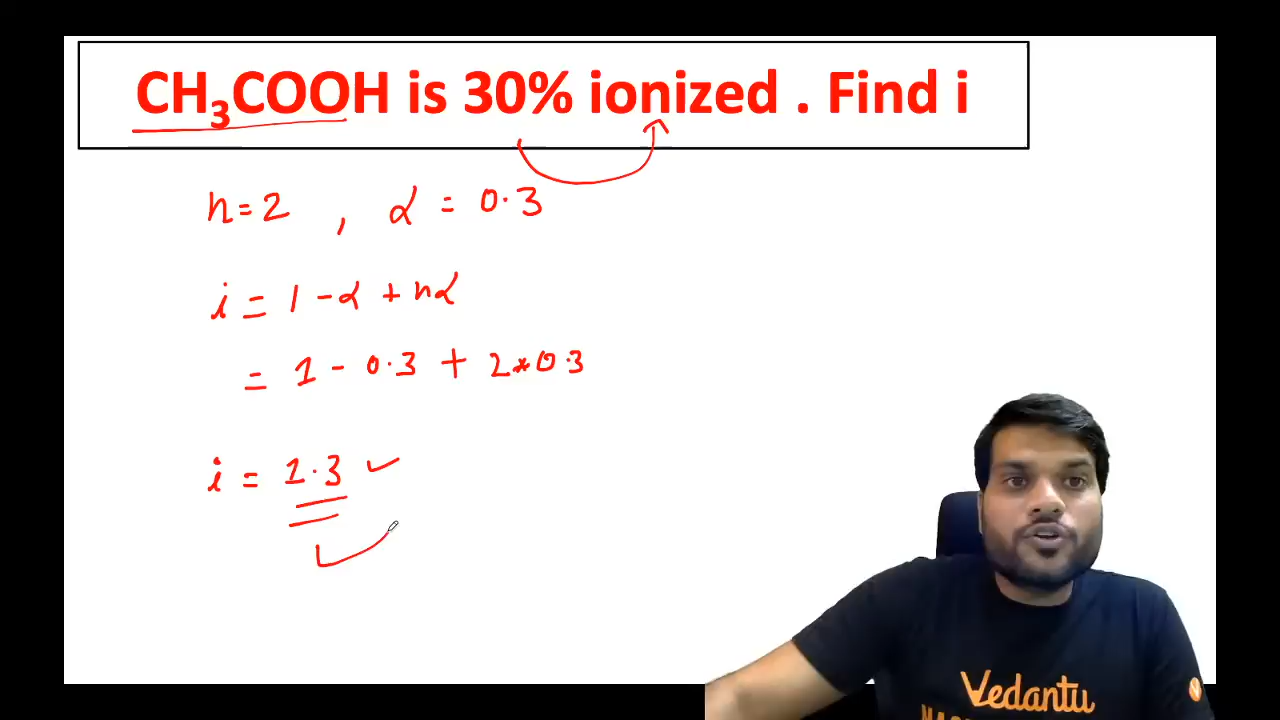 CH₃COOH is 30% ionized . Find i
n=2 , α = 0.3
i = 1 - α + nα
= 1 - 0.3 + 2*0.3
i = 1.3 ✓
✓
Vedantu
V